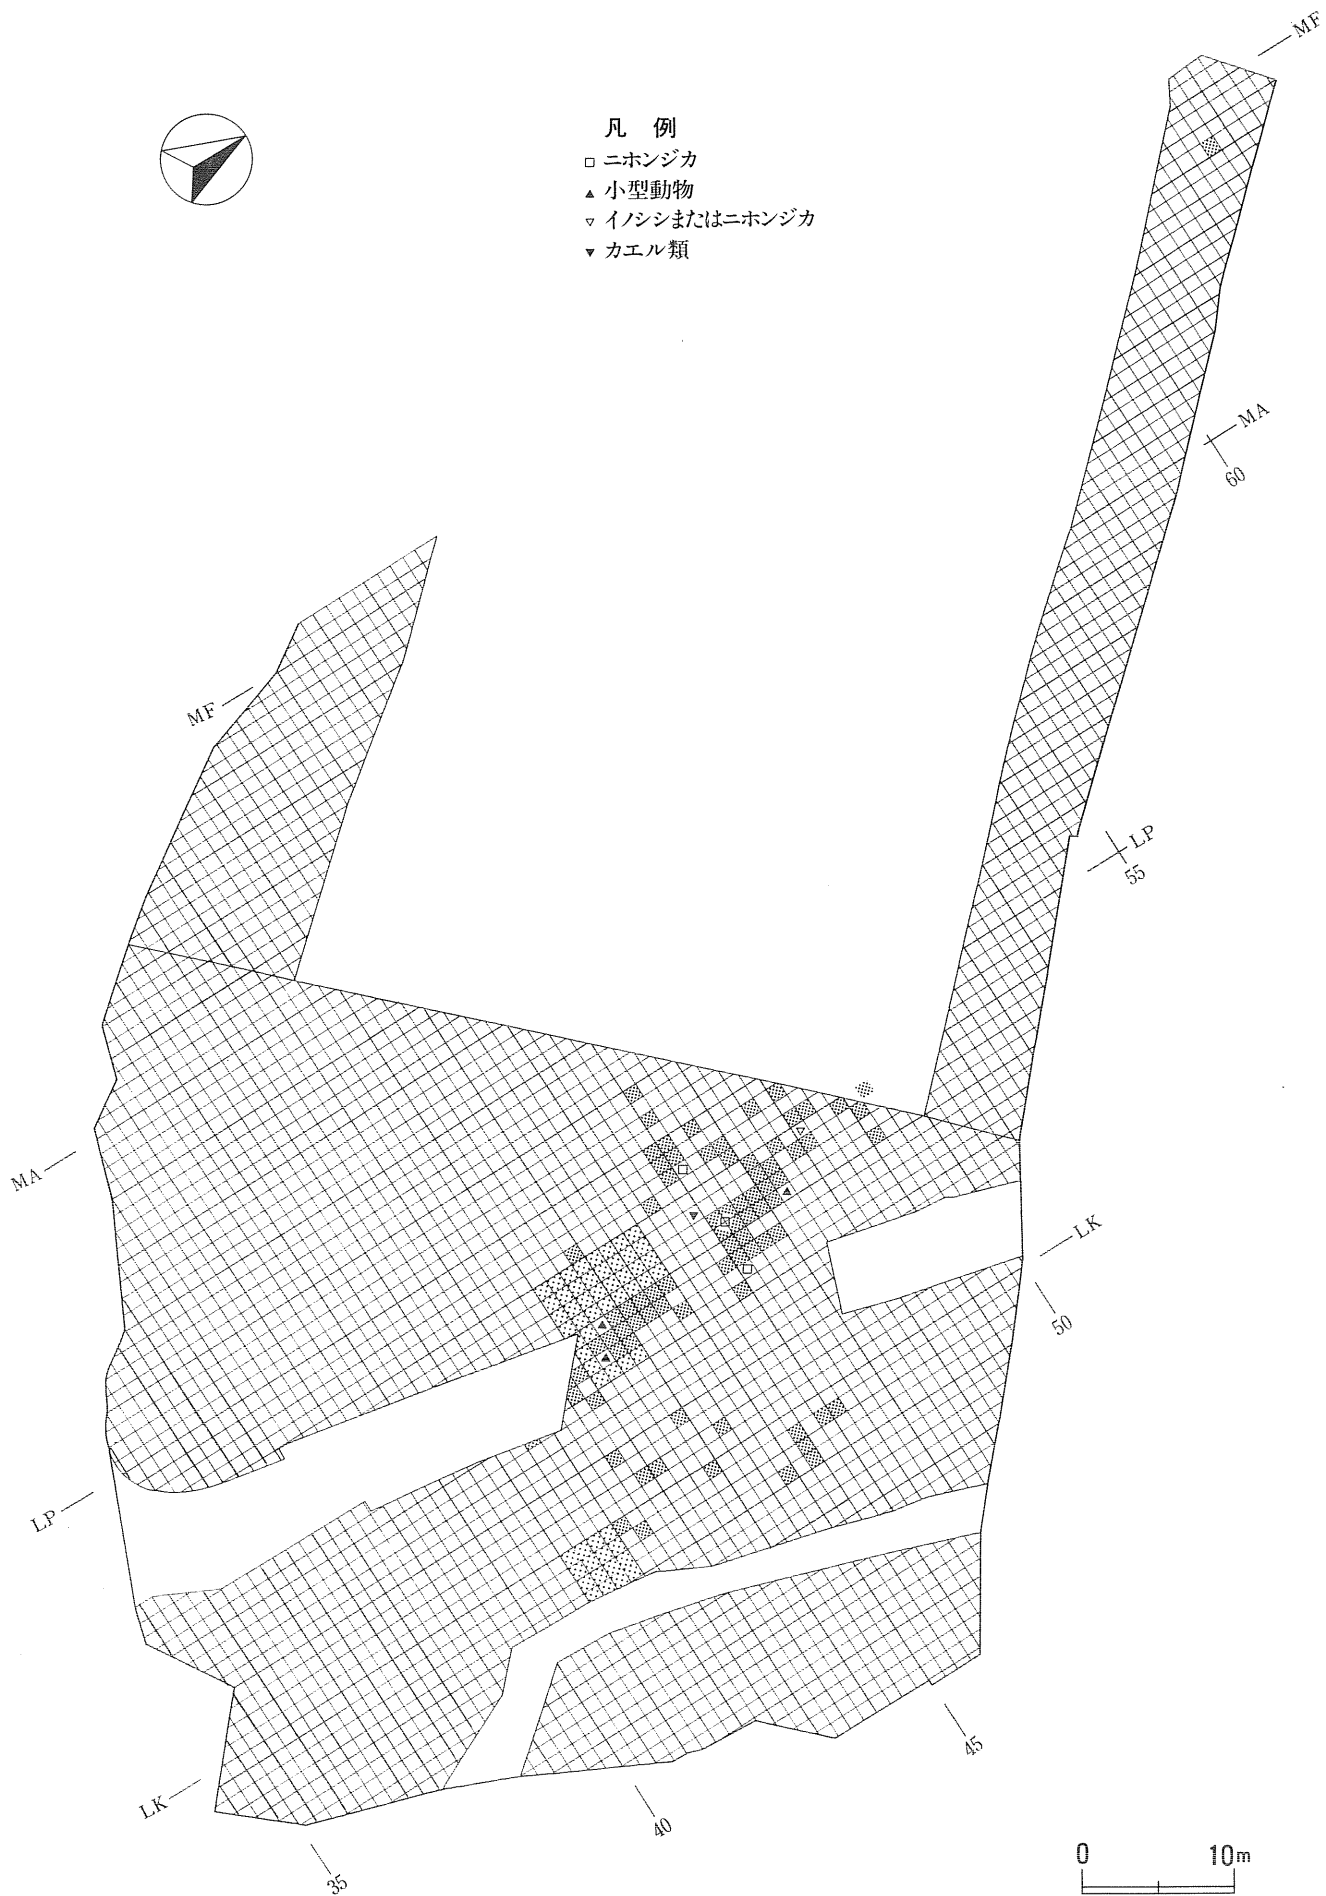 MF
凡 例
□ ニホンジカ
▲ 小型動物
▽ イノシシまたはニホンジカ
▼ カエル類
MA
60
MF
LP
55
MA
LK
50
LP
45
LK
40
35
0 10m